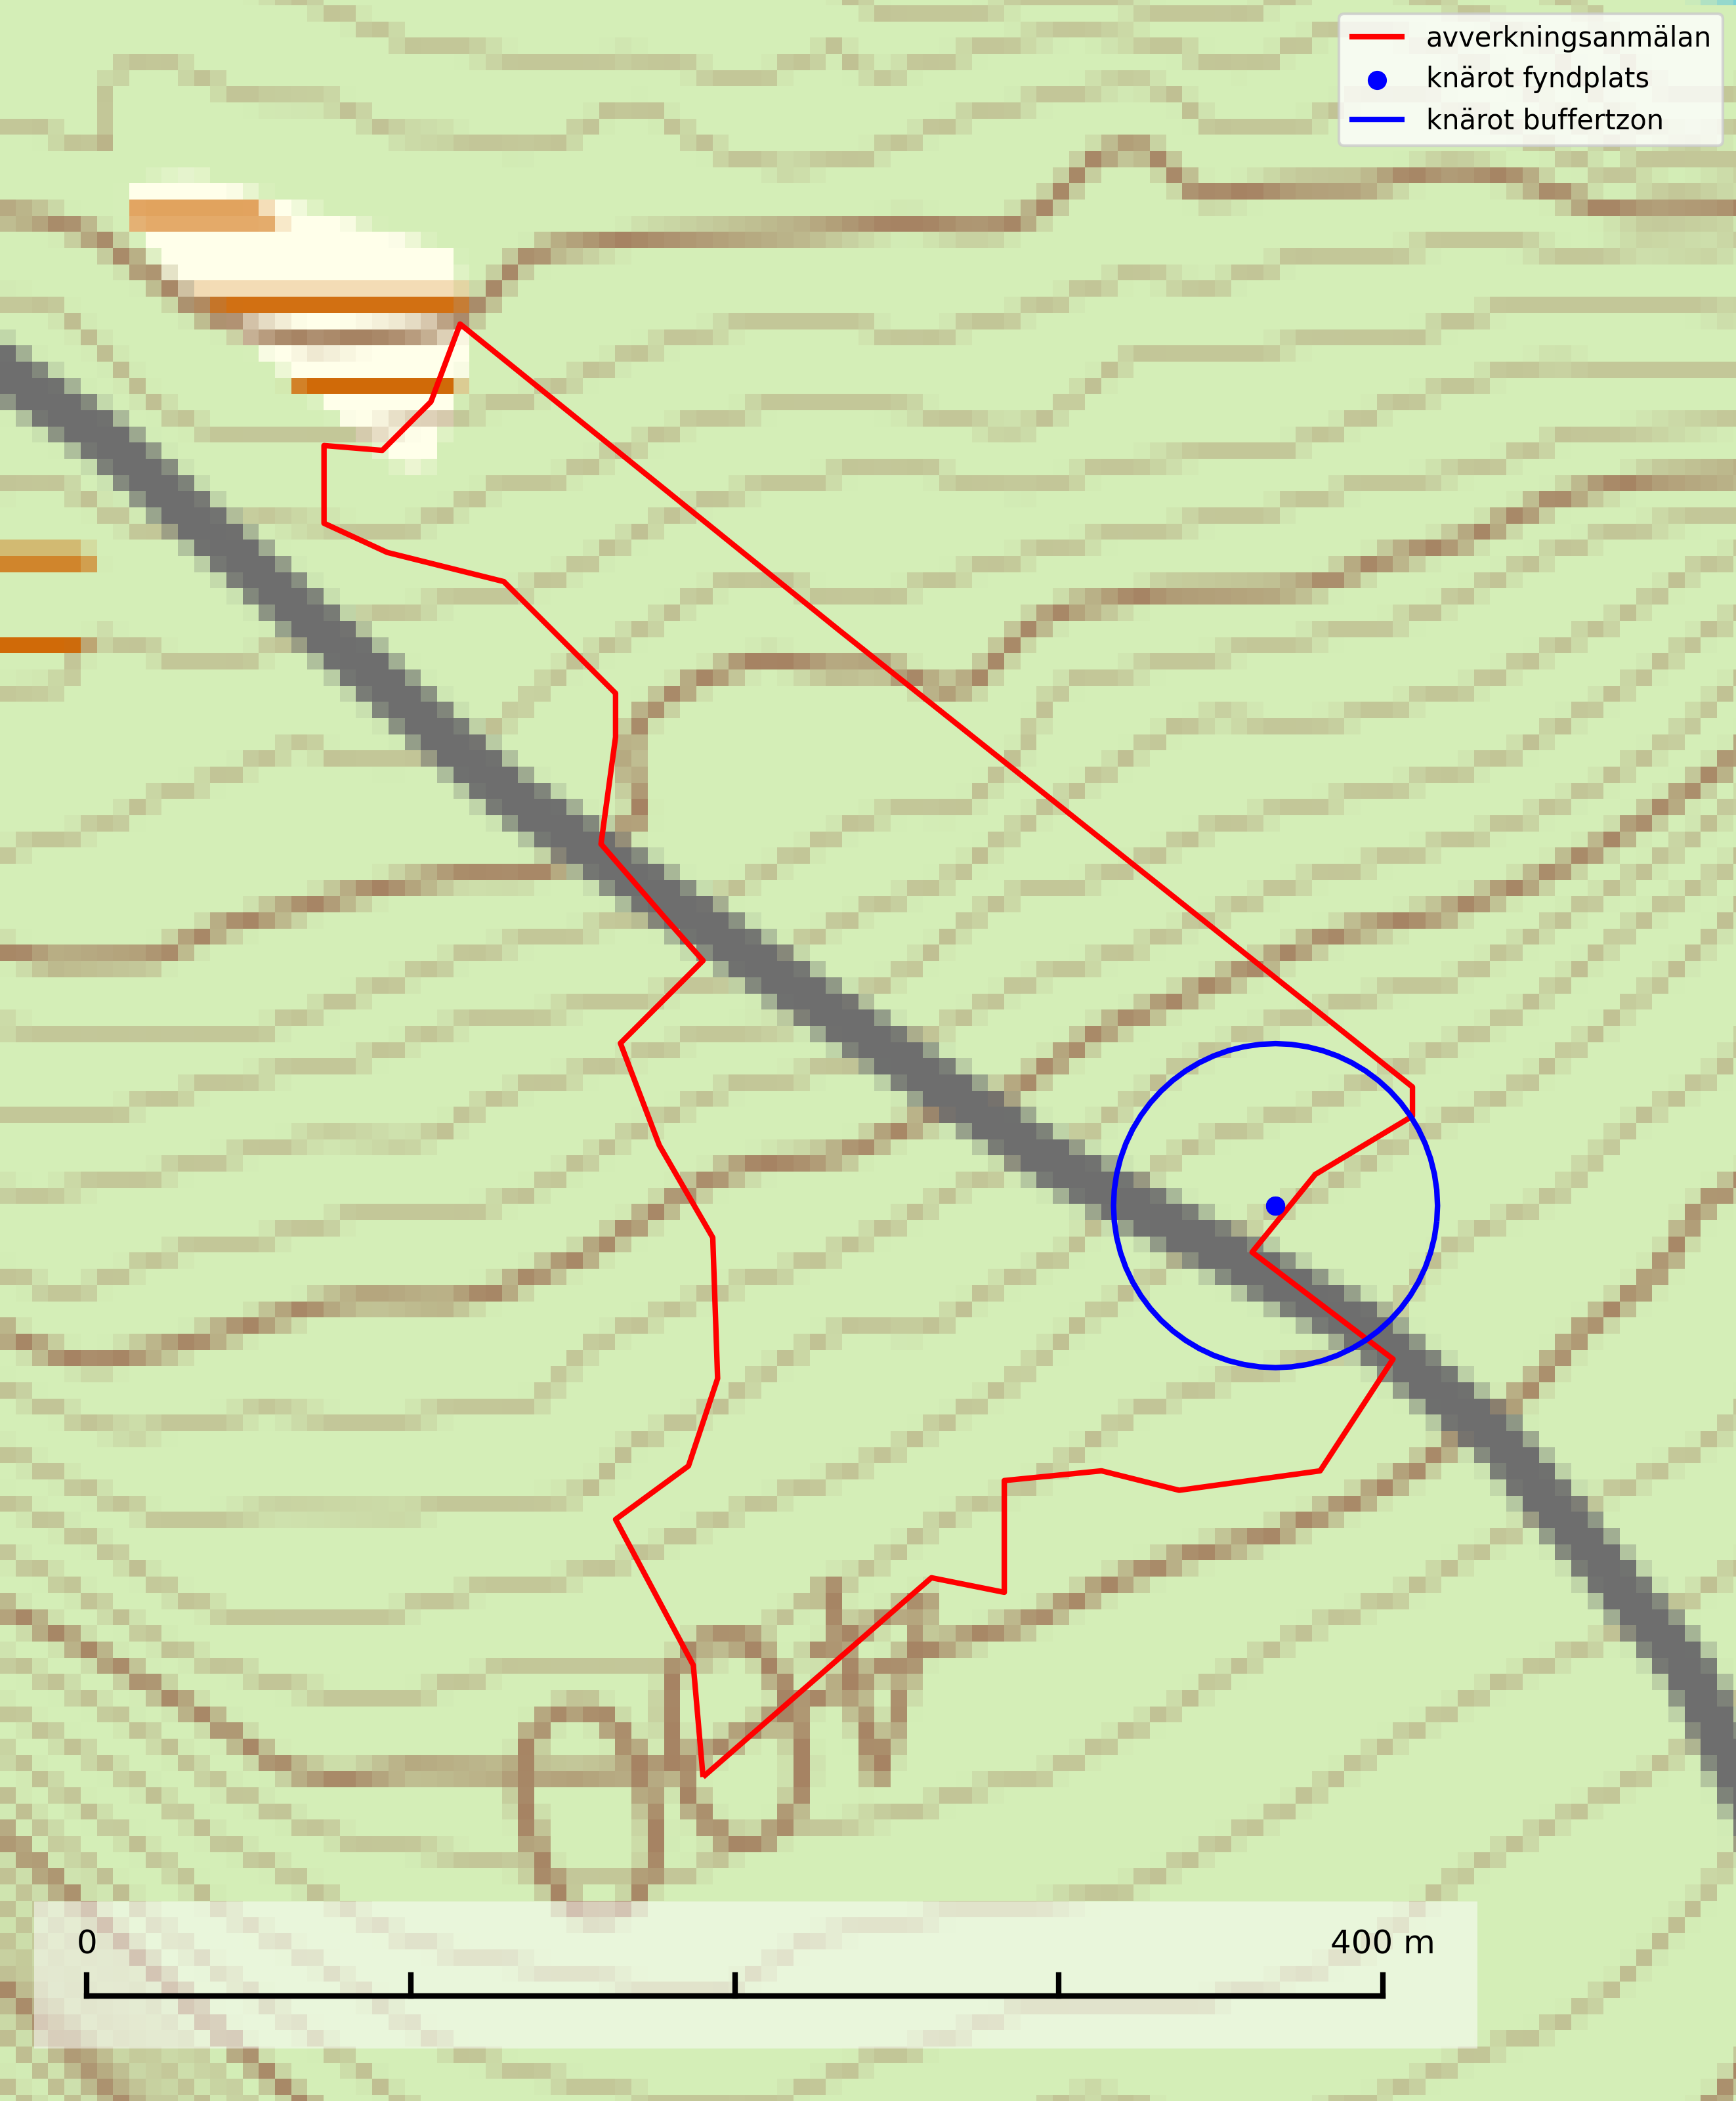 avverkningsanmälan
knärot fyndplats
knärot buffertzon
0 400 m